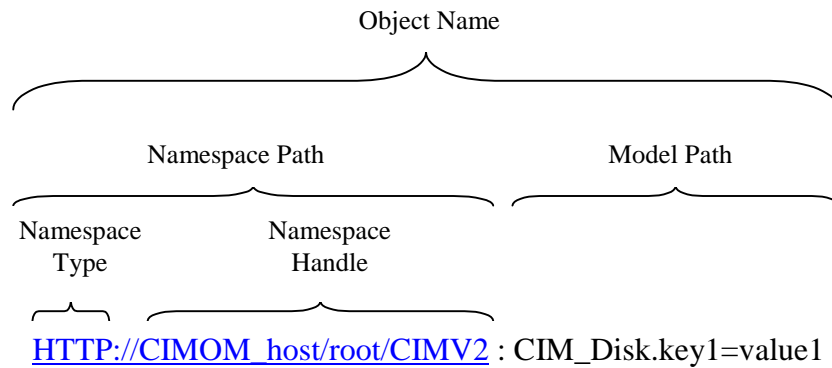 Object Name
Namespace Path
Model Path
Namespace
Type
Namespace
Handle
HTTP://CIMOM_host/root/CIMV2 : CIM_Disk.key1=value1